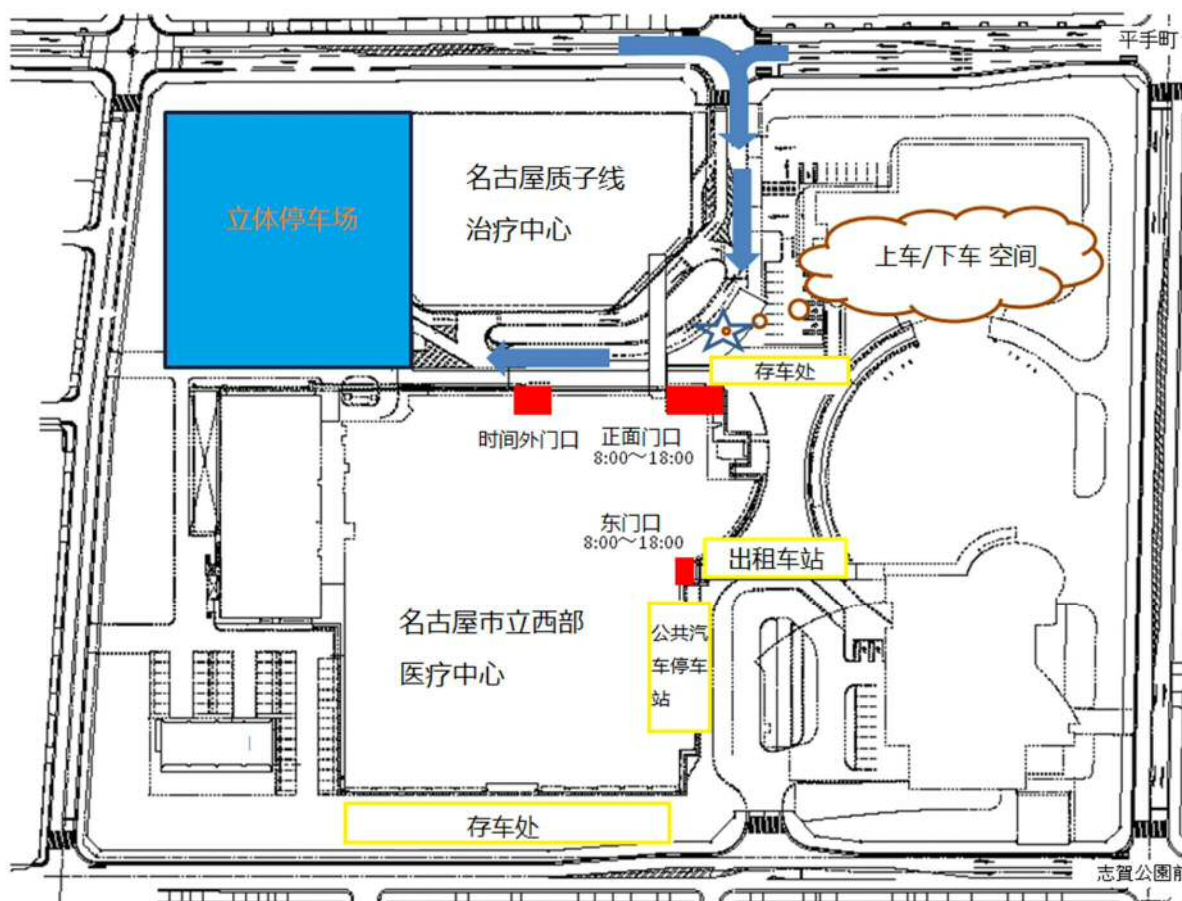 平手町
名古屋质子线
治疗中心
立体停车场
上车/下车 空间
存车处
时间外门口
正面门口
8:00～18:00
东门口
8:00～18:00
出租车站
名古屋市立西部
医疗中心
公共汽
车停车
站
存车处
志賀公園前